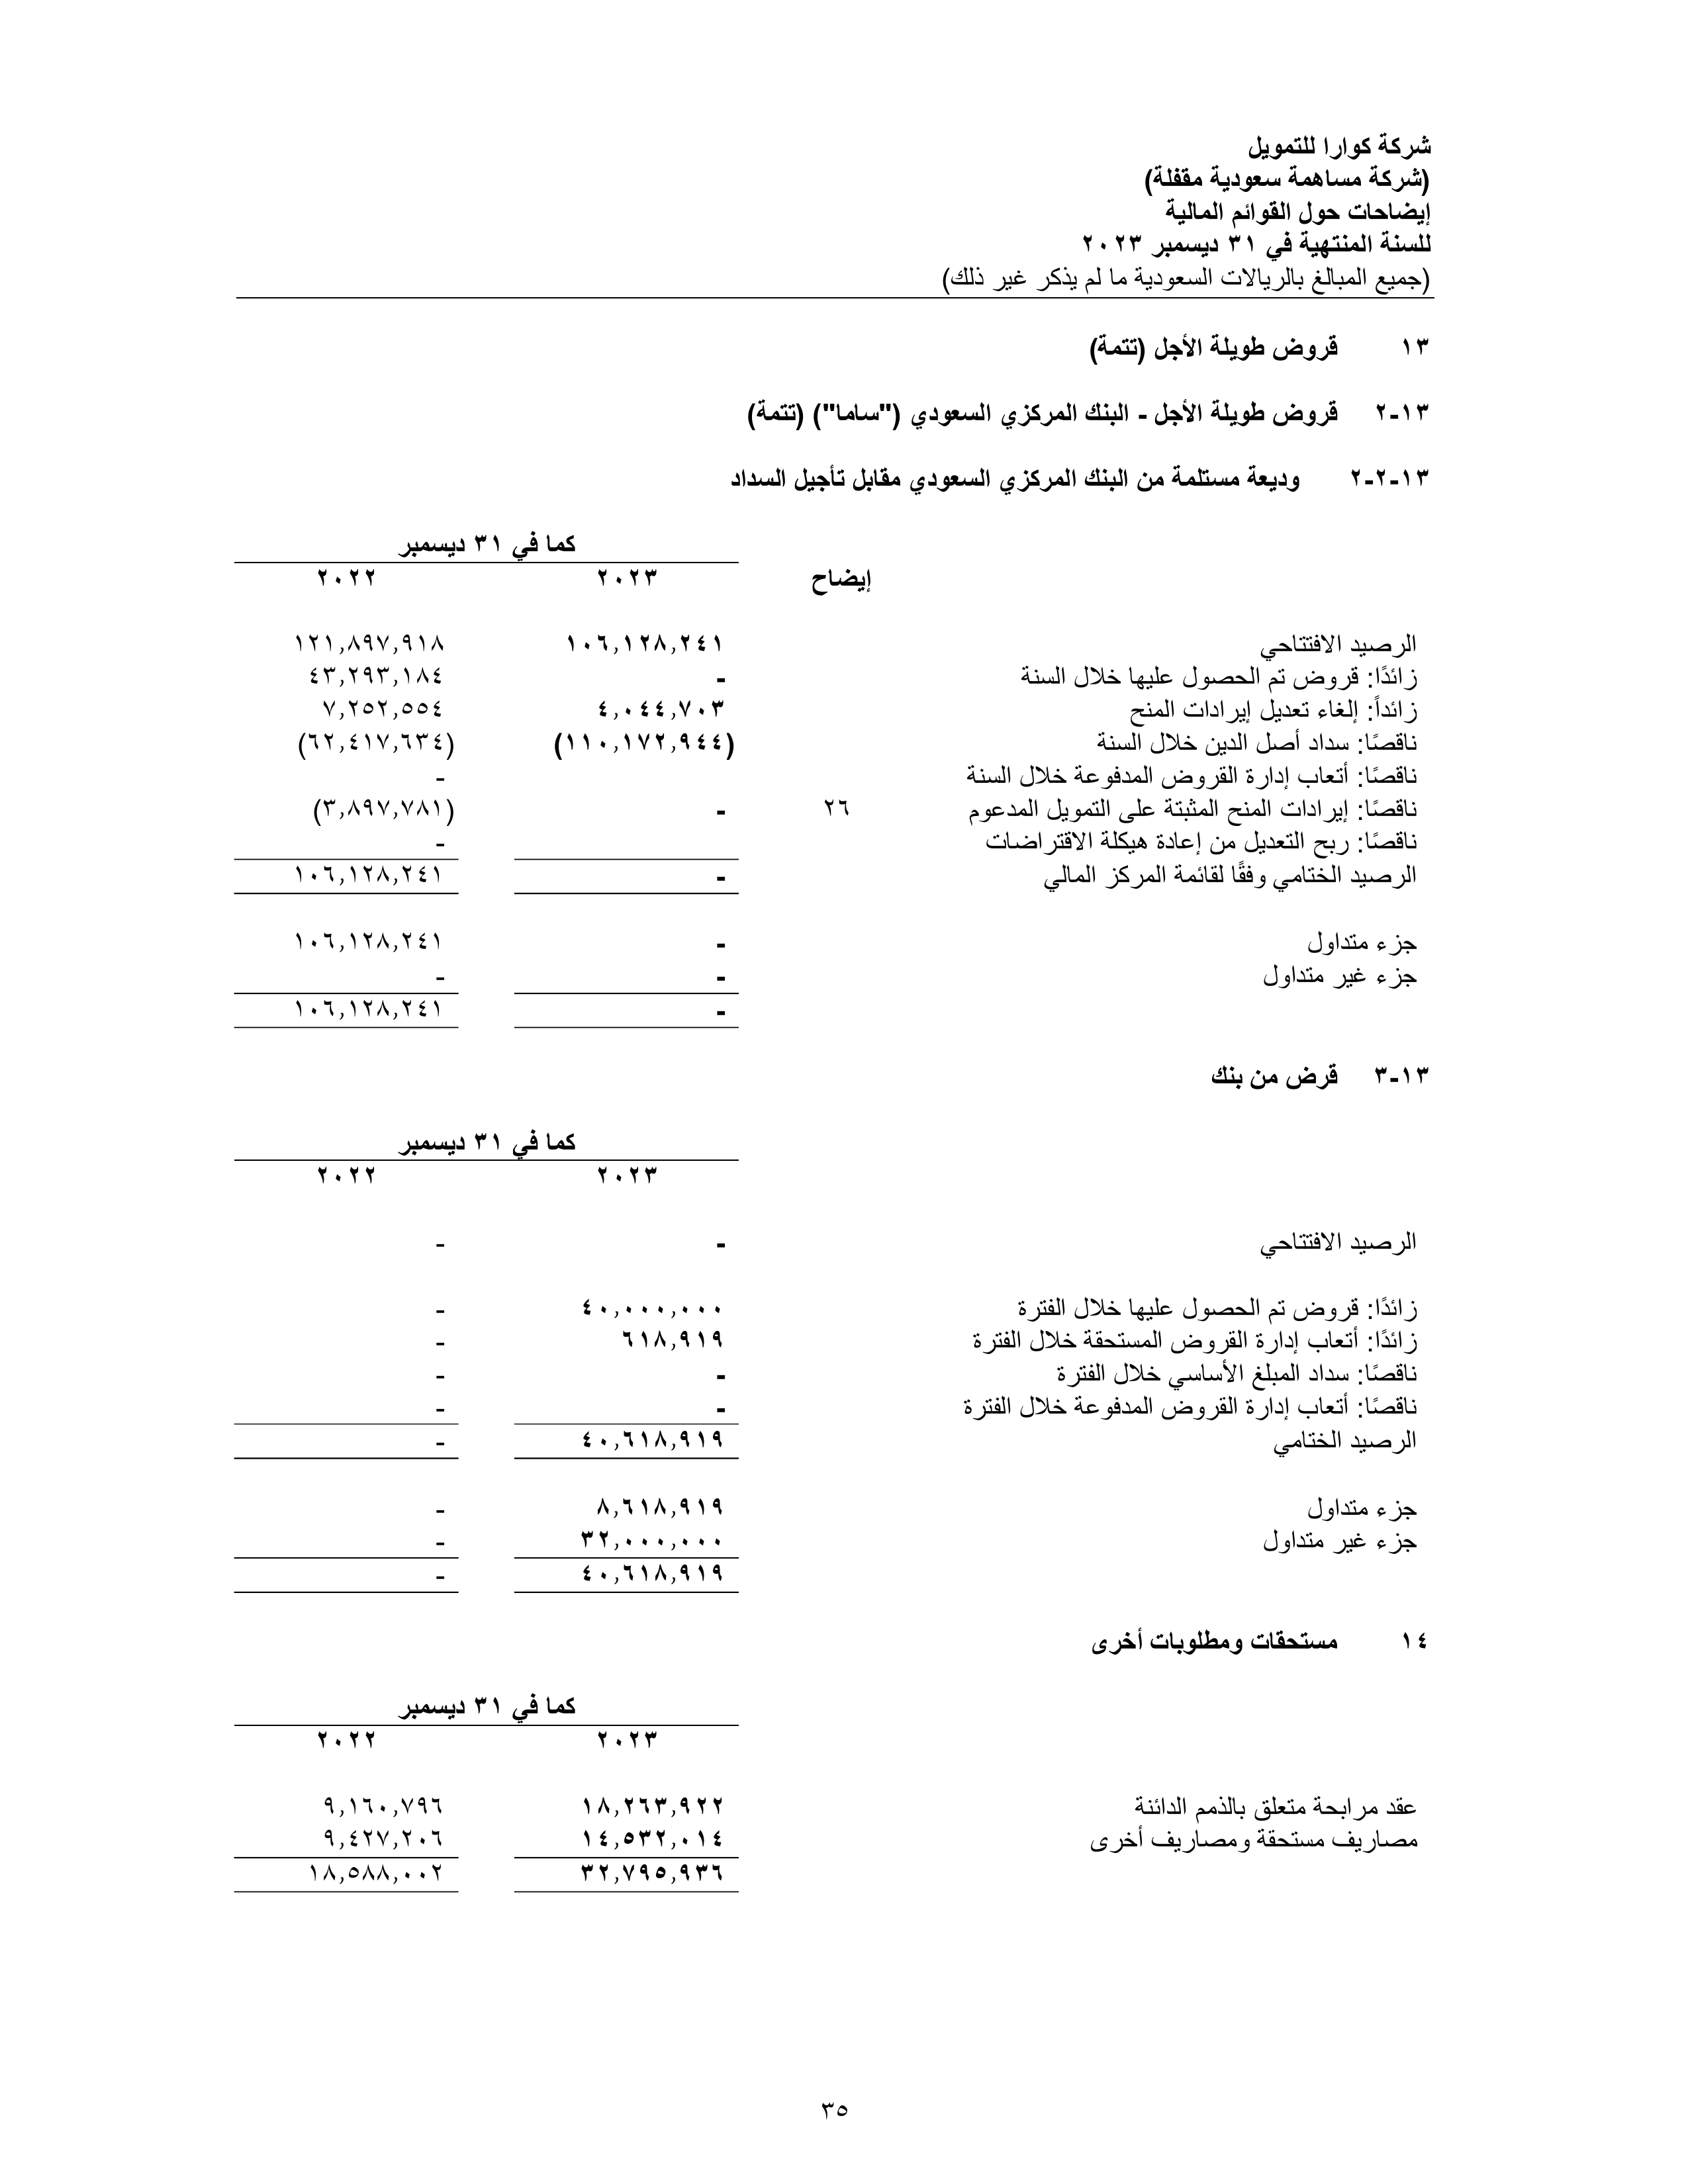 شركة كوارا للتمويل
(شركة مساهمة سعودية مقفلة)
إيضاحات حول القوائم المالية
للسنة المنتهية في ٣١ ديسمبر ٢٠٢٣
(جميع المبالغ بالريالات السعودية ما لم يذكر غير ذلك)
١٣ قروض طويلة الأجل (تتمة)
١٣-٢ قروض طويلة الأجل - البنك المركزي السعودي ("ساما") (تتمة)
١٣-٢-٢ وديعة مستلمة من البنك المركزي السعودي مقابل تأجيل السداد
كما في ٣١ ديسمبر
إيضاح ٢٠٢٣ ٢٠٢٢
الرصيد الافتتاحي ١٠٦,١٢٨,٢٤١ ١٢١,٨٩٧,٩١٨
زائدًا: قروض تم الحصول عليها خلال السنة - ٤٣,٢٩٣,١٨٤
زائداً: إلغاء تعديل إيرادات المنح ٤,٠٤٤,٧٠٣ ٧,٢٥٢,٥٥٤
ناقصًا: سداد أصل الدين خلال السنة (١١٠,١٧٢,٩٤٤) (٦٢,٤١٧,٦٣٤)
ناقصًا: أتعاب إدارة القروض المدفوعة خلال السنة -
ناقصًا: إيرادات المنح المثبتة على التمويل المدعوم ٢٦ - (٣,٨٩٧,٧٨١)
ناقصًا: ربح التعديل من إعادة هيكلة الاقتراضات -
الرصيد الختامي وفقًا لقائمة المركز المالي - ١٠٦,١٢٨,٢٤١
جزء متداول - ١٠٦,١٢٨,٢٤١
جزء غير متداول - -
- ١٠٦,١٢٨,٢٤١
١٣-٣ قرض من بنك
كما في ٣١ ديسمبر
٢٠٢٣ ٢٠٢٢
الرصيد الافتتاحي - -
زائدًا: قروض تم الحصول عليها خلال الفترة ٤٠,٠٠٠,٠٠٠ -
زائدًا: أتعاب إدارة القروض المستحقة خلال الفترة ٦١٨,٩١٩ -
ناقصًا: سداد المبلغ الأساسي خلال الفترة - -
ناقصًا: أتعاب إدارة القروض المدفوعة خلال الفترة - -
الرصيد الختامي ٤٠,٦١٨,٩١٩ -
جزء متداول ٨,٦١٨,٩١٩ -
جزء غير متداول ٣٢,٠٠٠,٠٠٠ -
٤٠,٦١٨,٩١٩ -
١٤ مستحقات ومطلوبات أخرى
كما في ٣١ ديسمبر
٢٠٢٣ ٢٠٢٢
عقد مرابحة متعلق بالذمم الدائنة ١٨,٢٦٣,٩٢٢ ٩,١٦٠,٧٩٦
مصاريف مستحقة ومصاريف أخرى ١٤,٥٣٢,٠١٤ ٩,٤٢٧,٢٠٦
٣٢,٧٩٥,٩٣٦ ١٨,٥٨٨,٠٠٢
٣٥